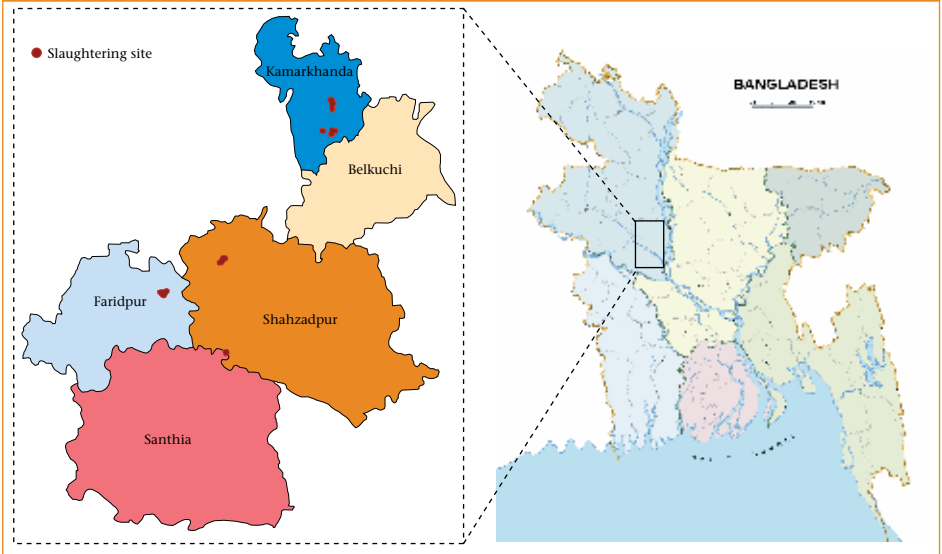 Slaughtering site
Kamarkhanda
Belkuchi
Faridpur
Shahzadpur
Santhia
BANGLADESH